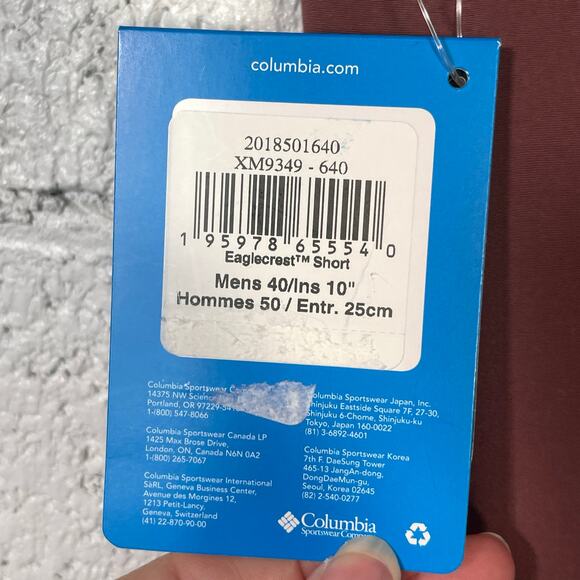 columbia.com
2018501640
XM9349 - 640
1 95978 65554 0
Eaglecrest™ Short
Mens 40/Ins 10"
Hommes 50 / Entr. 25cm
Columbia Sportswear
14375 NW Science
Portland, OR 97229
1-(800) 547-8066
Columbia Sportswear Canada LP
1425 Max Brose Drive,
London, ON, Canada N6N 0A2
1-(800) 265-7067
Columbia Sportswear International
SàRL, Geneva Business Center,
Avenue des Morgines 12,
1213 Petit-Lancy,
Geneva, Switzerland
(41) 22-870-90-00
Columbia Sportswear Japan, Inc.
Shinjuku Eastside Square 7F, 27-30,
Shinjuku 6-Chome, Shinjuku-ku
Tokyo, Japan 160-0022
(81) 3-6892-4601
Columbia Sportswear Korea
7th F. DaeSung Tower
465-13 JangAn-dong,
DongDaeMun-gu,
Seoul, Korea 02645
(82) 2-540-0277
Columbia
Sportswear Company